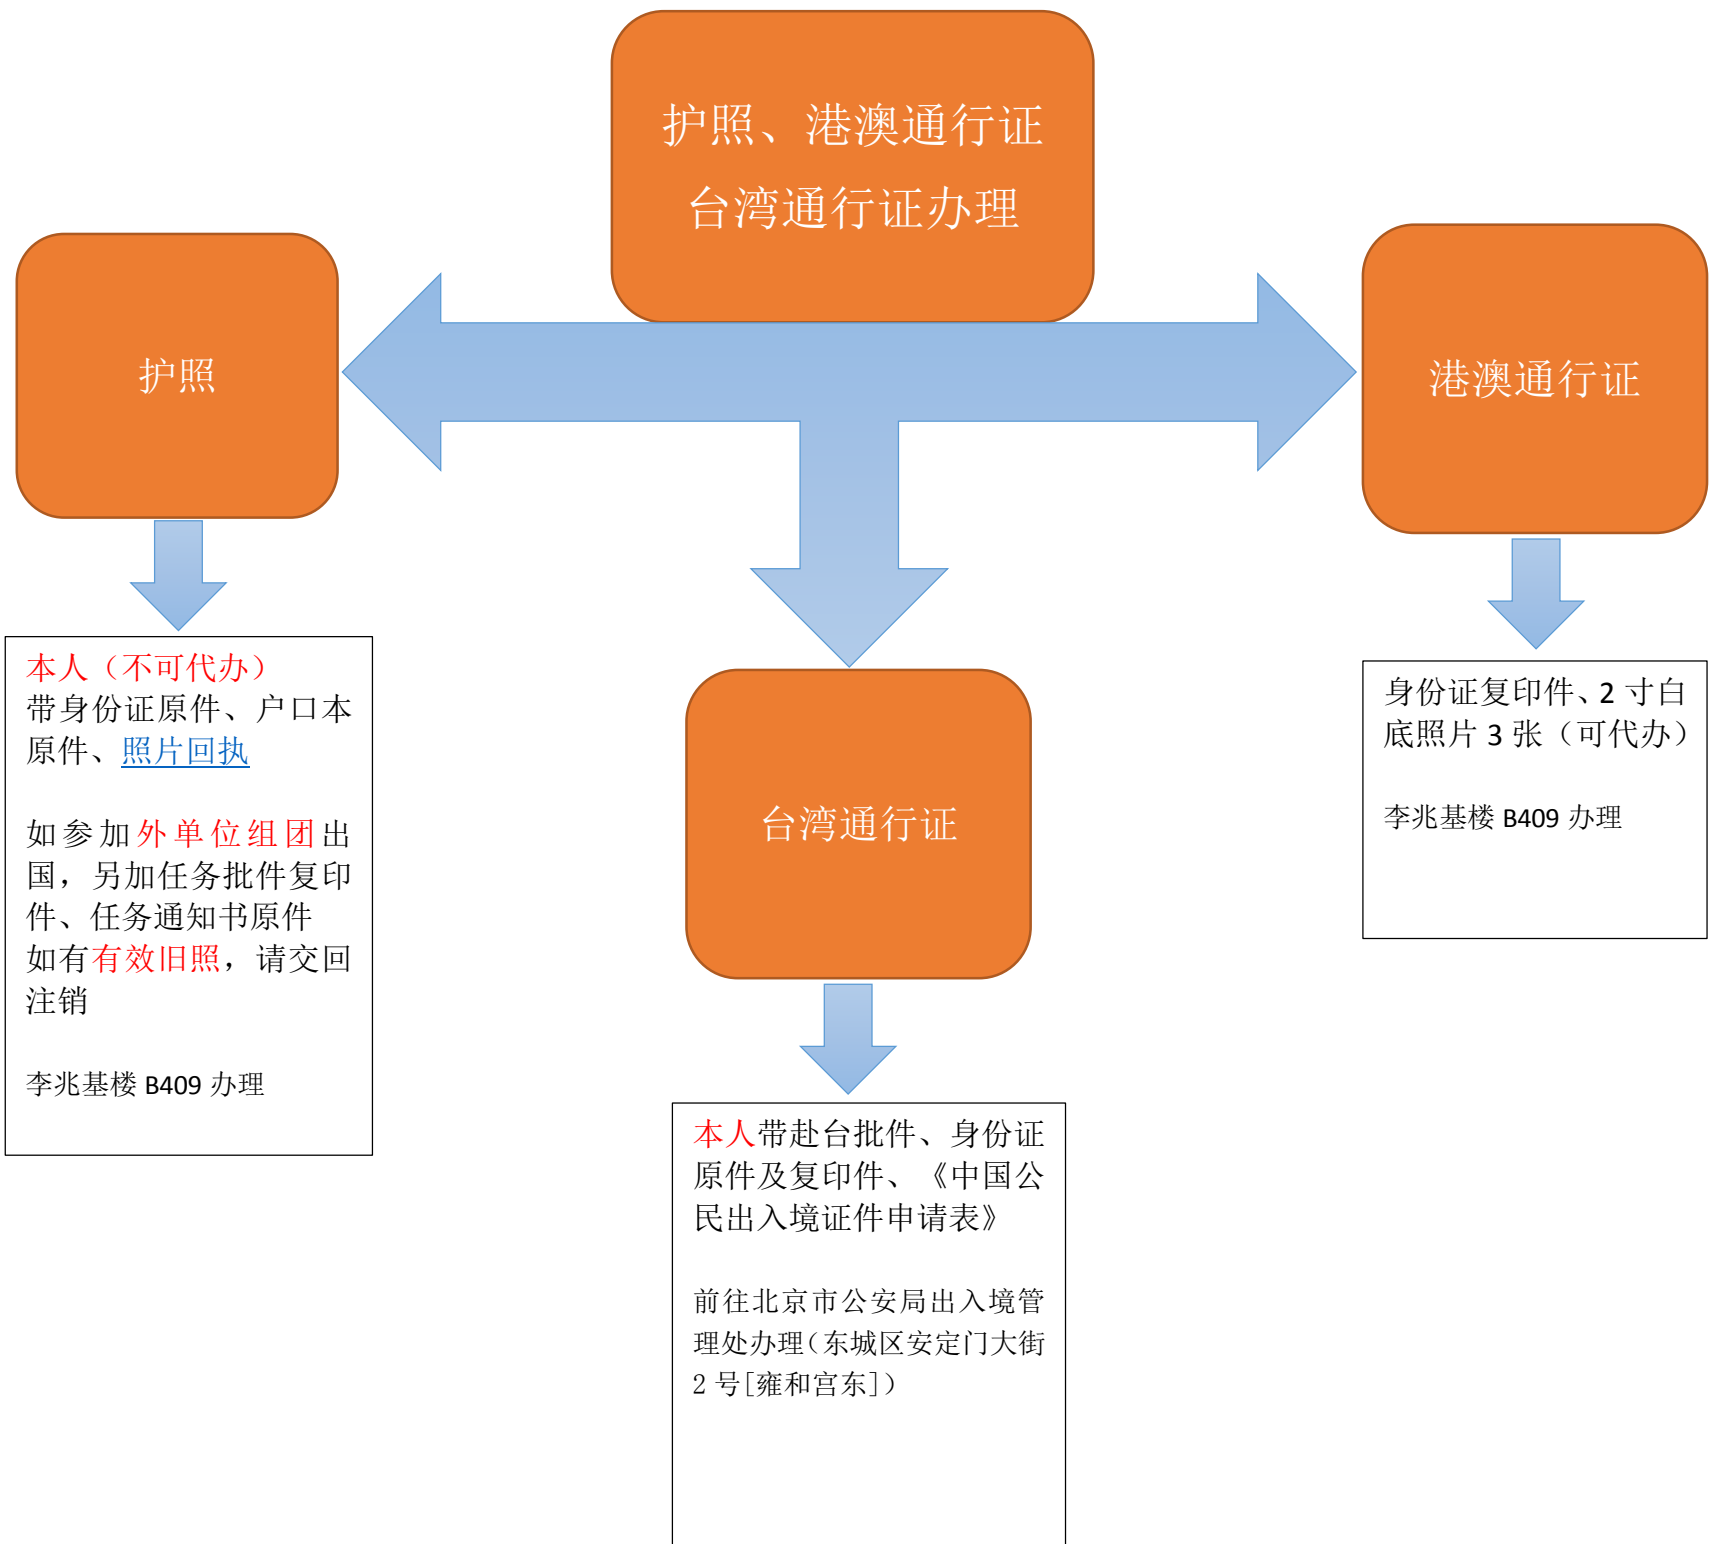 护照、港澳通行证
台湾通行证办理
护照
港澳通行证
本人（不可代办）
带身份证原件、户口本
原件、照片回执
如参加外单位组团出
国，另加任务批件复印
件、任务通知书原件
如有有效旧照，请交回
注销
李兆基楼 B409 办理
台湾通行证
身份证复印件、2 寸白
底照片 3 张（可代办）
李兆基楼 B409 办理
本人带赴台批件、身份证
原件及复印件、《中国公
民出入境证件申请表》
前往北京市公安局出入境管
理处办理（东城区安定门大街
2 号[雍和宫东]）